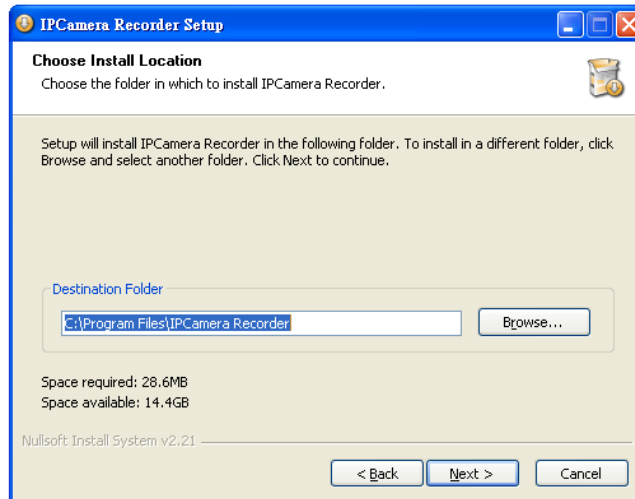 IPCamera Recorder Setup
Choose Install Location
Choose the folder in which to install IPCamera Recorder.
Setup will install IPCamera Recorder in the following folder. To install in a different folder, click
Browse and select another folder. Click Next to continue.
Destination Folder
C:\Program Files\IPCamera Recorder
Browse...
Space required: 28.6MB
Space available: 14.4GB
Nullsoft Install System v2.21
< Back
Next >
Cancel